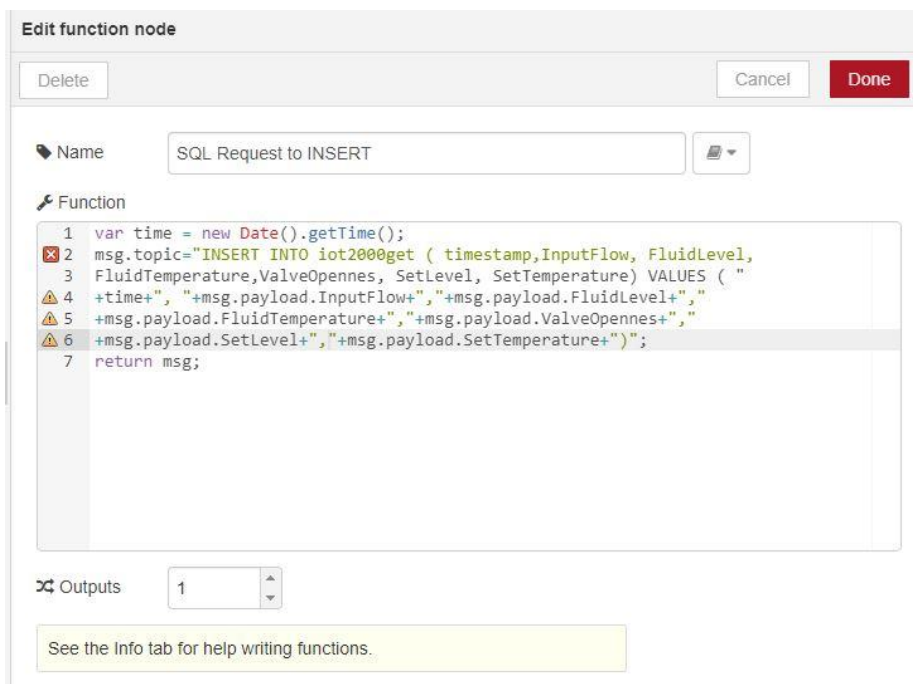 Edit function node
Delete
Cancel
Done
Name
SQL Request to INSERT
Function
1 var time = new Date().getTime();
2 msg.topic="INSERT INTO iot2000get ( timestamp,InputFlow, FluidLevel,
3 FluidTemperature,ValveOpennes, SetLevel, SetTemperature) VALUES ( "
4 +time+", "+msg.payload.InputFlow+","+msg.payload.FluidLevel+","
5 +msg.payload.FluidTemperature+","+msg.payload.ValveOpennes+","
6 +msg.payload.SetLevel+","+msg.payload.SetTemperature+")";
7 return msg;
Outputs
1
See the Info tab for help writing functions.